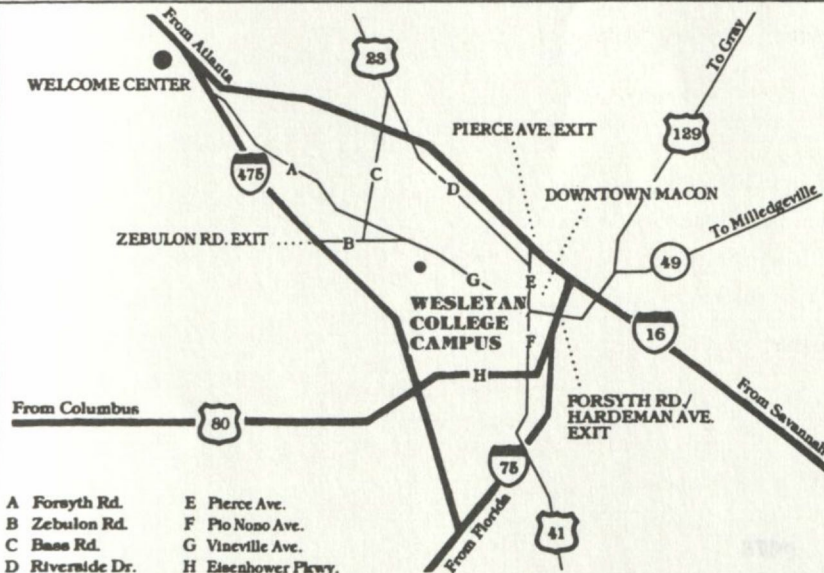 From Atlanta
WELCOME CENTER
23
To Gray
129
PIERCE AVE. EXIT
DOWNTOWN MACON
475
A
C
D
To Milledgeville
49
ZEBULON RD. EXIT
B
G
E
WESLEYAN
COLLEGE
CAMPUS
16
F
H
From Columbus
80
FORSYTH RD./
HARDEMAN AVE.
EXIT
From Savannah
75
From Florida
41
A Forsyth Rd.
B Zebulon Rd.
C Bass Rd.
D Riverside Dr.
E Pierce Ave.
F Pio Nono Ave.
G Vineville Ave.
H Eisenhower Pkwy.